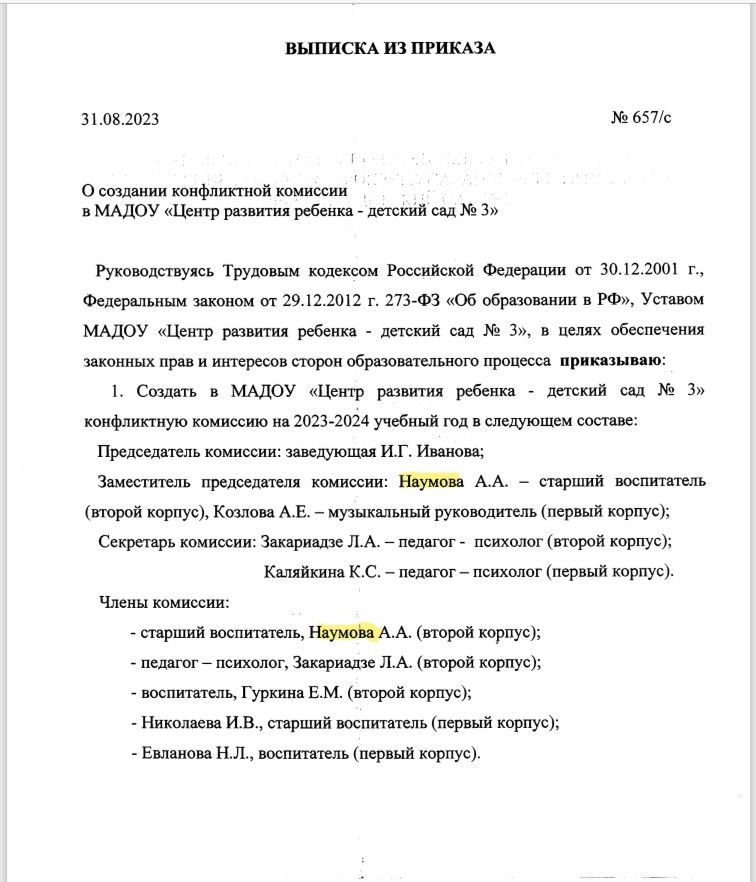 ВЫПИСКА ИЗ ПРИКАЗА
31.08.2023 № 657/с
О создании конфликтной комиссии
в МАДОУ «Центр развития ребенка - детский сад № 3»
Руководствуясь Трудовым кодексом Российской Федерации от 30.12.2001 г.,
Федеральным законом от 29.12.2012 г. 273-ФЗ «Об образовании в РФ», Уставом
МАДОУ «Центр развития ребенка - детский сад № 3», в целях обеспечения
законных прав и интересов сторон образовательного процесса приказываю:
1. Создать в МАДОУ «Центр развития ребенка - детский сад № 3»
конфликтную комиссию на 2023-2024 учебный год в следующем составе:
Председатель комиссии: заведующая И.Г. Иванова;
Заместитель председателя комиссии: Наумова А.А. – старший воспитатель
(второй корпус), Козлова А.Е. – музыкальный руководитель (первый корпус);
Секретарь комиссии: Закариадзе Л.А. – педагог - психолог (второй корпус);
Каляйкина К.С. – педагог – психолог (первый корпус).
Члены комиссии:
- старший воспитатель, Наумова А.А. (второй корпус);
- педагог – психолог, Закариадзе Л.А. (второй корпус);
- воспитатель, Гуркина Е.М. (второй корпус);
- Николаева И.В., старший воспитатель (первый корпус);
- Евланова Н.Л., воспитатель (первый корпус).